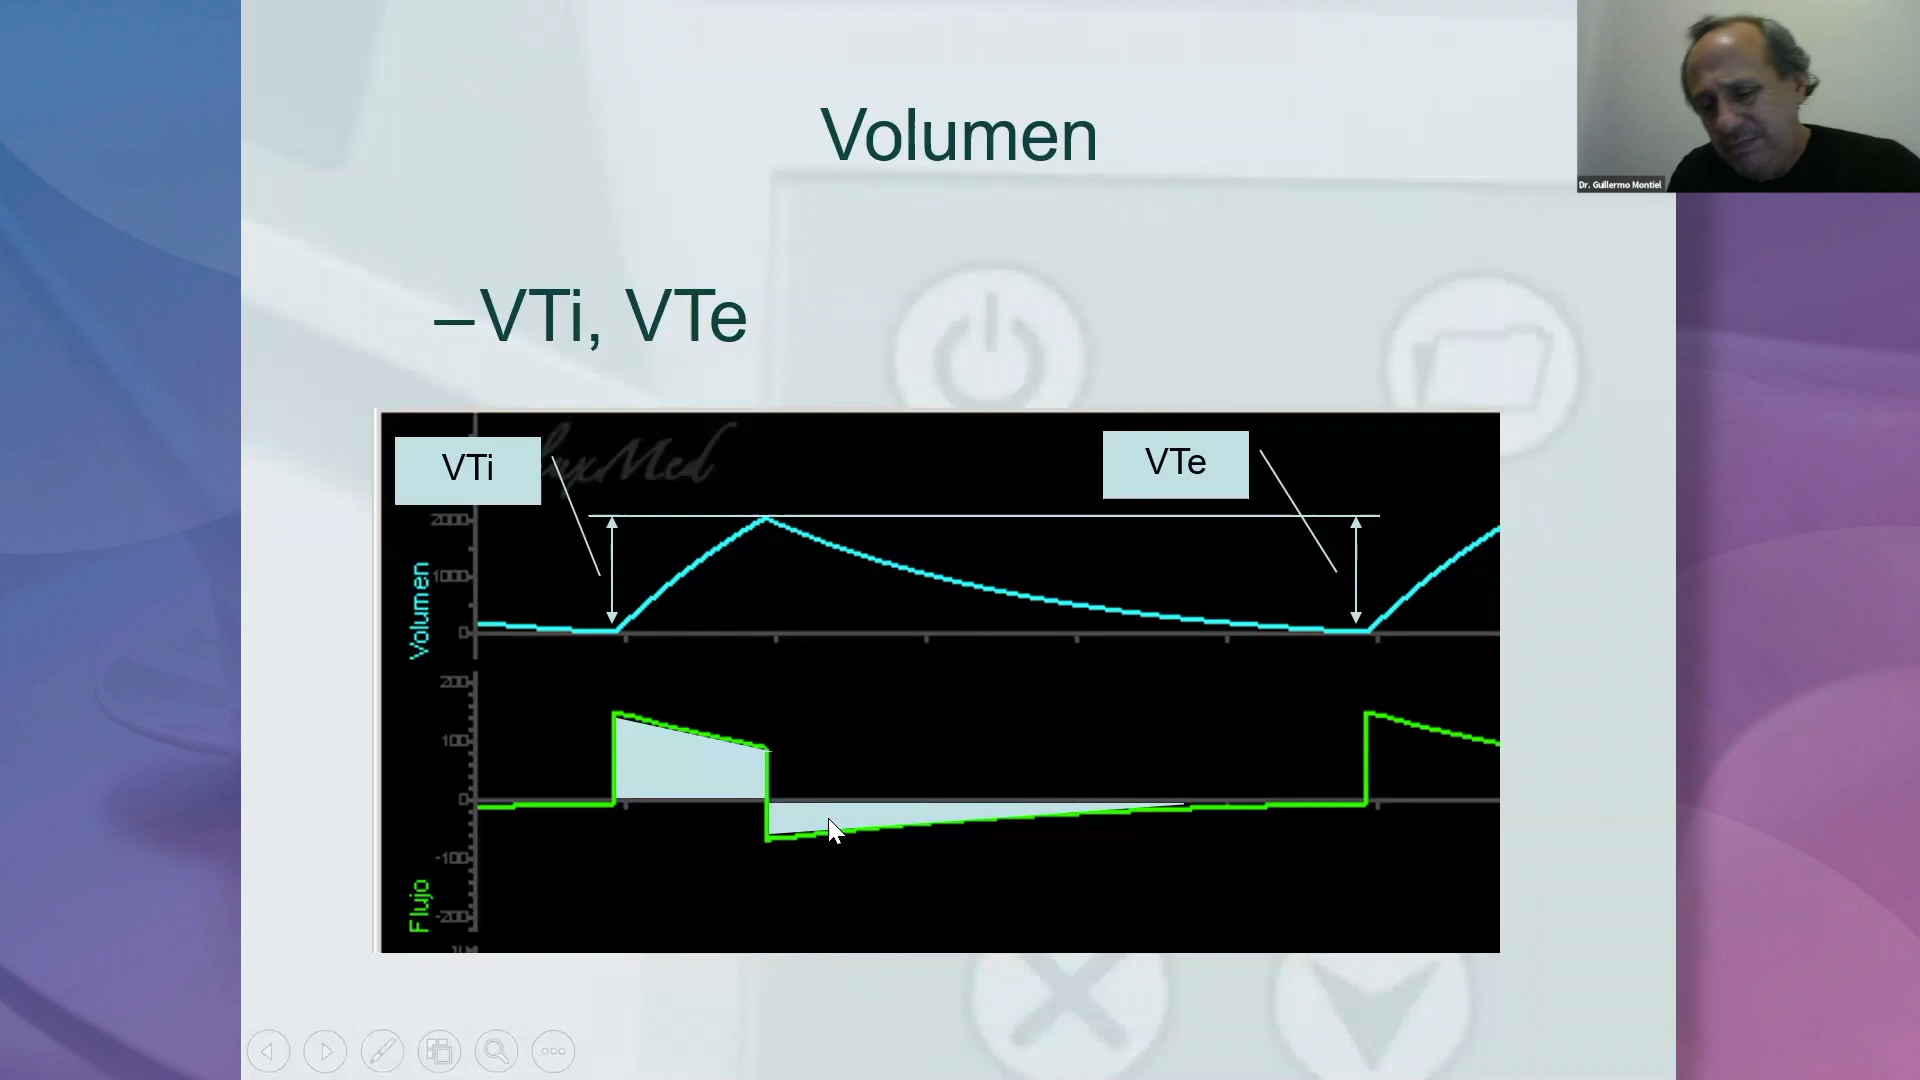 Volumen
Dr. Guillermo Montiel
–VTi, VTe
VTi
VTe
2000
1000
0
Volumen
200
100
0
-100
-200
Flujo